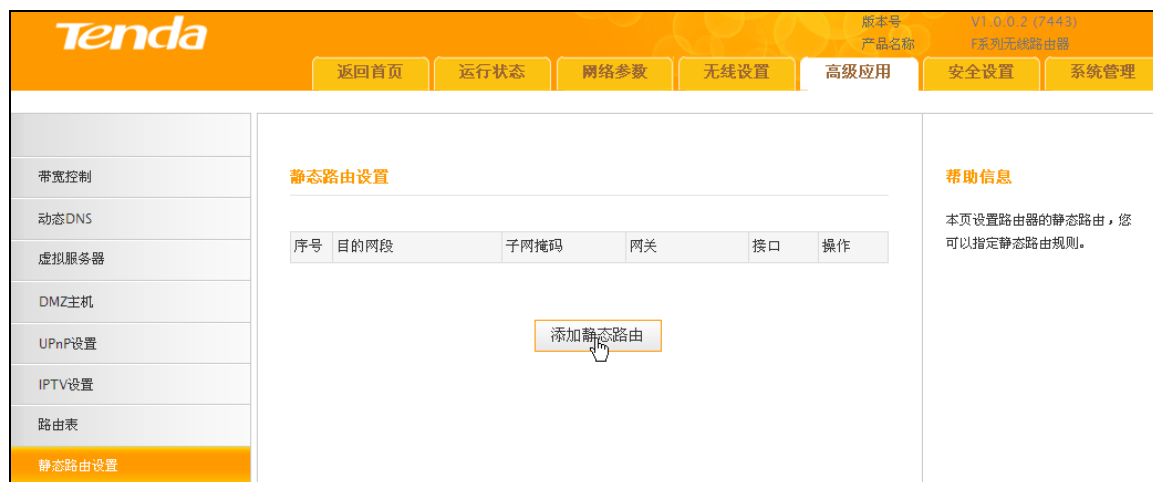 Tenda
版本号 V1.0.0.2 (7443)
产品名称 F系列无线路由器
返回首页 运行状态 网络参数 无线设置 高级应用 安全设置 系统管理
带宽控制
动态DNS
虚拟服务器
DMZ主机
UPnP设置
IPTV设置
路由表
静态路由设置
静态路由设置
序号 目的网段 子网掩码 网关 接口 操作
添加静态路由
帮助信息
本页设置路由器的静态路由，您
可以指定静态路由规则。